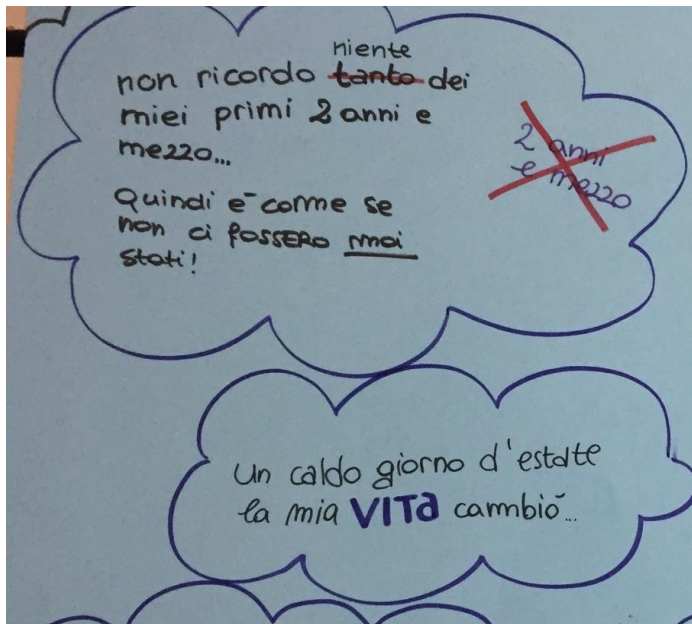 niente
non ricordo tanto dei
miei primi 2 anni e
mezzo...
2 anni
e mezzo
Quindi è come se
non ci fossero mai
stati!
Un caldo giorno d'estate
la mia VITA cambiò...